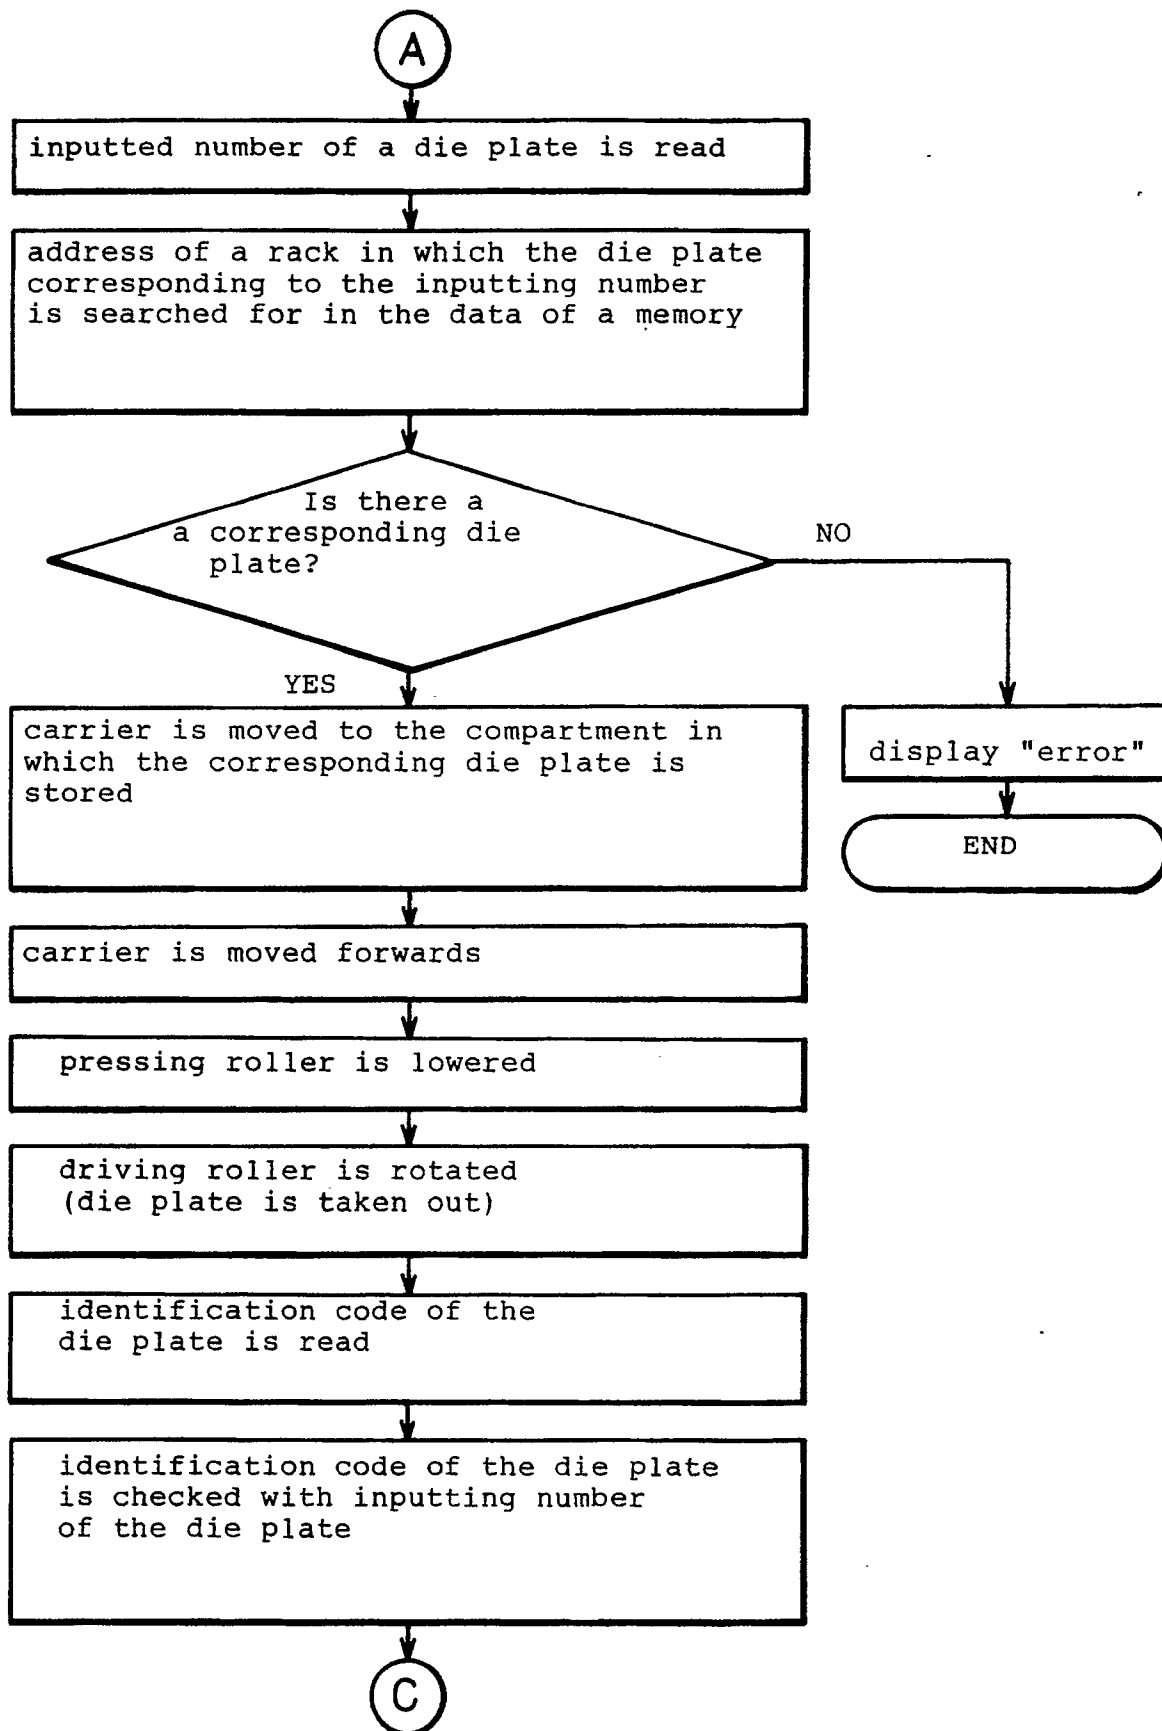 A
inputted number of a die plate is read
address of a rack in which the die plate
corresponding to the inputting number
is searched for in the data of a memory
Is there a
a corresponding die
plate?
NO
YES
carrier is moved to the compartment in
which the corresponding die plate is
stored
display "error"
END
carrier is moved forwards
pressing roller is lowered
driving roller is rotated
(die plate is taken out)
identification code of the
die plate is read
identification code of the die plate
is checked with inputting number
of the die plate
C